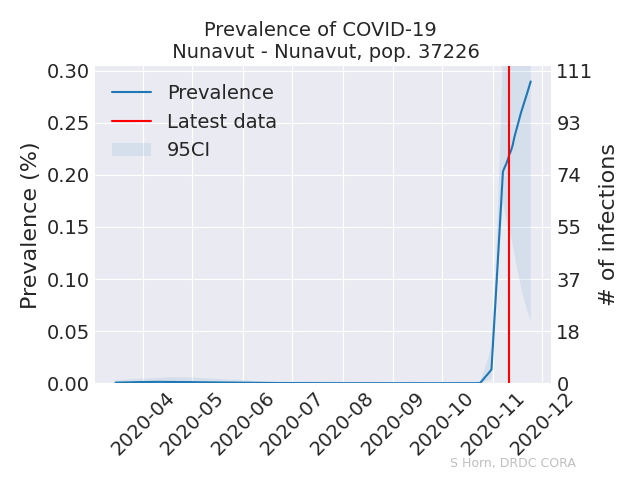 Prevalence of COVID-19
Nunavut - Nunavut, pop. 37226
Prevalence (%)
0.30
0.25
0.20
0.15
0.10
0.05
0.00
Prevalence
Latest data
95CI
111
93
74
55
37
18
0
# of infections
2020-04
2020-05
2020-06
2020-07
2020-08
2020-09
2020-10
2020-11
2020-12
S Horn, DRDC CORA